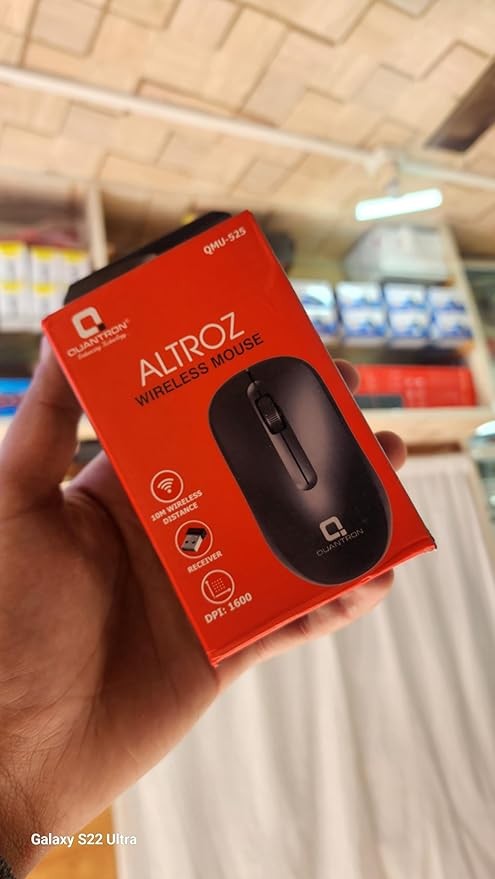 QMU-525
QUANTRON®
Enhancing Technology
ALTROZ
WIRELESS MOUSE
10M WIRELESS
DISTANCE
RECEIVER
DPI: 1600
QUANTRON
Galaxy S22 Ultra